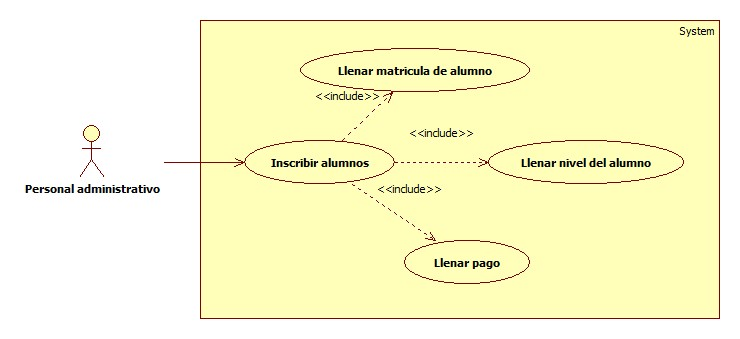 System
Llenar matricula de alumno
<<include>>
<<include>>
Inscribir alumnos
Llenar nivel del alumno
Personal administrativo
<<include>>
Llenar pago